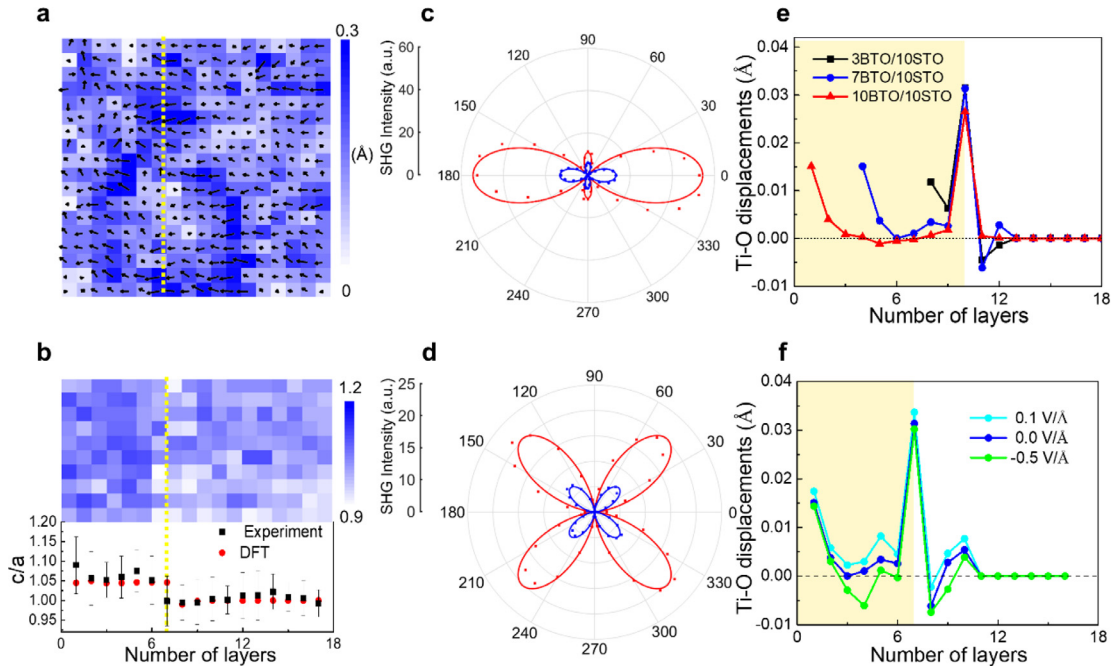 a
0.3
(Å)
0
b
1.2
0.9
1.20
1.15
1.10
1.05
1.00
0.95
c/a
Experiment
DFT
0 6 12 18
Number of layers
c
SHG Intensity (a.u.)
60
40
20
0
90
120 60
150 30
180 0
210 330
240 300
270
d
SHG Intensity (a.u.)
25
20
15
10
5
0
90
120 60
150 30
180 0
210 330
240 300
270
e
Ti-O displacements (Å)
0.04
0.03
0.02
0.01
0.00
-0.01
3BTO/10STO
7BTO/10STO
10BTO/10STO
0 6 12 18
Number of layers
f
Ti-O displacements (Å)
0.04
0.03
0.02
0.01
0.00
-0.01
0.1 V/Å
0.0 V/Å
-0.5 V/Å
0 6 12 18
Number of layers